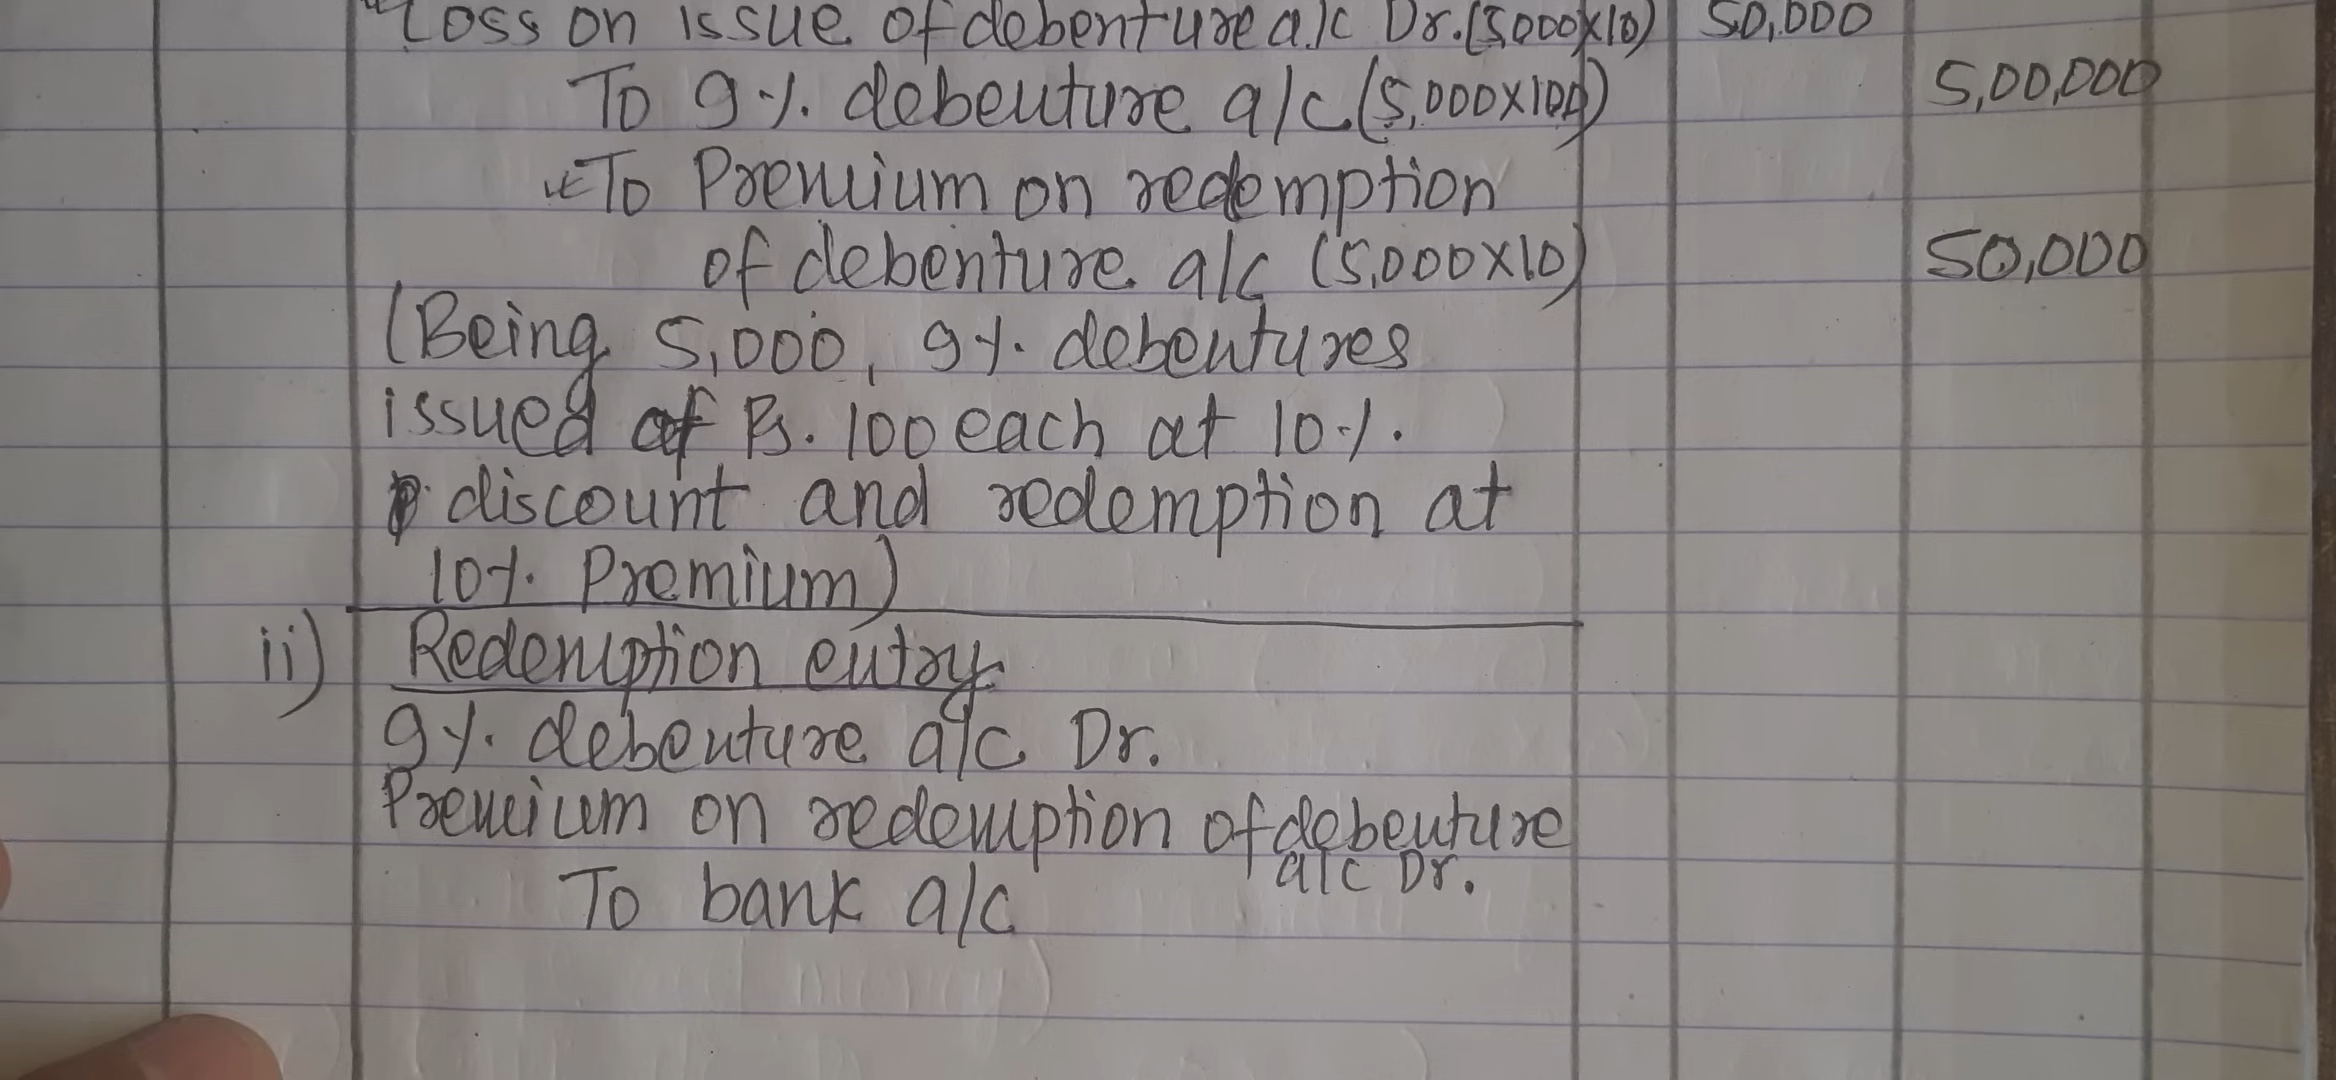 Loss on issue of debenture a/c Dr. (5000x10) 50,000
To 9% debenture a/c (5,000x100) 5,00,000
To Premium on redemption
of debenture a/c (5,000x10) 50,000
(Being 5,000, 9% debentures
issued of Rs. 100 each at 10%
discount and redemption at
10% Premium)
ii) Redemption entry
9% debenture a/c Dr.
Premium on redemption of debenture
a/c Dr.
To bank a/c